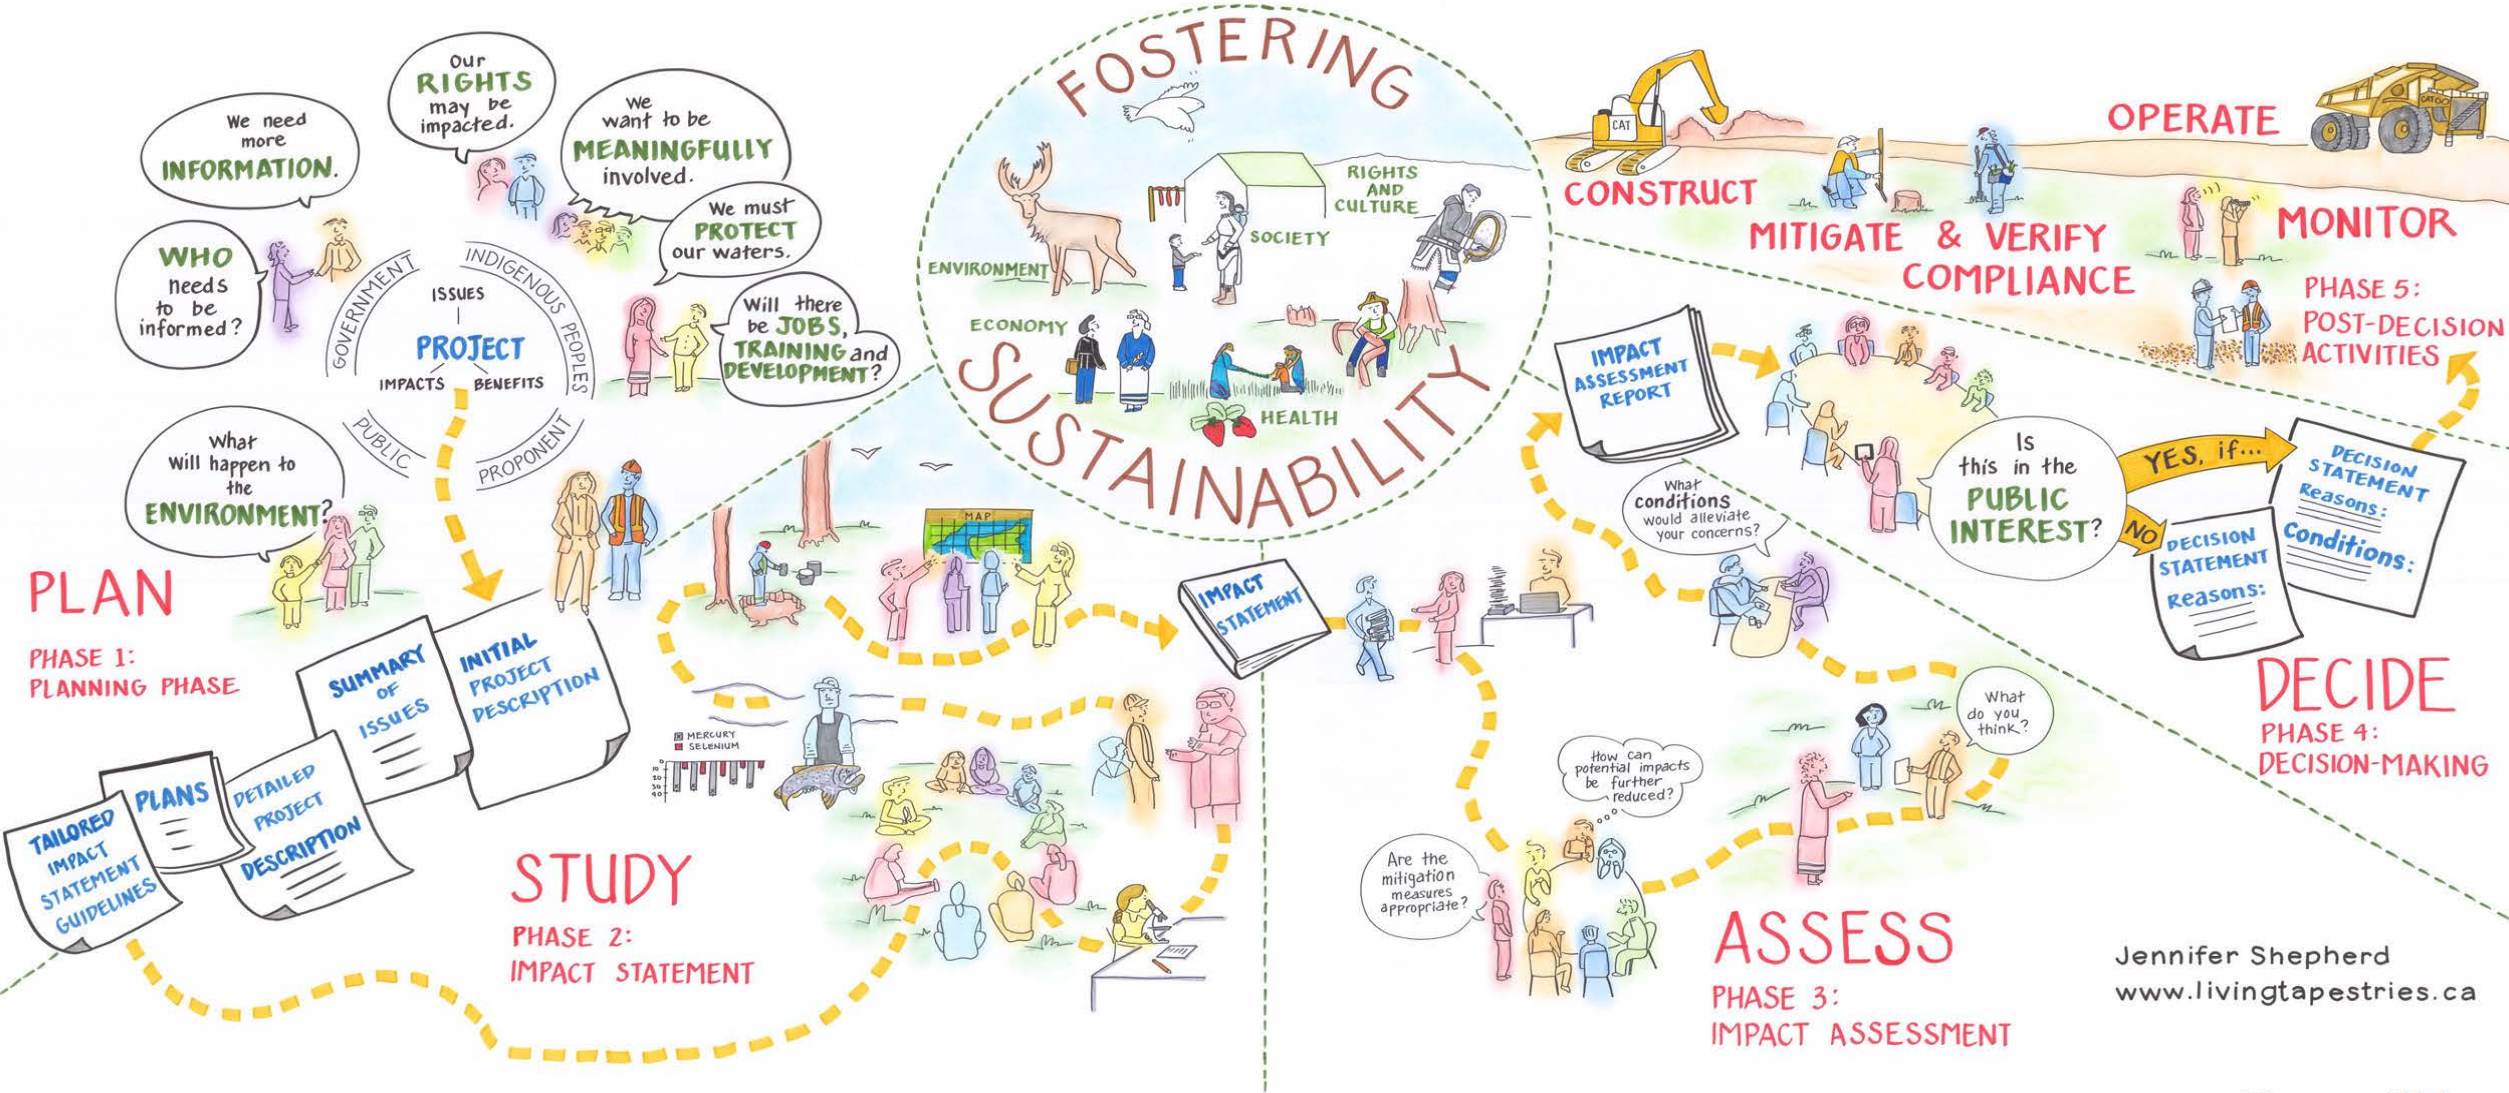 Our
RIGHTS
may be
impacted.
We need
more
INFORMATION.
We
want to be
MEANINGFULLY
involved.
We must
PROTECT
our waters.
WHO
needs
to be
informed?
Will there
be JOBS,
TRAINING and
DEVELOPMENT?
GOVERNMENT
INDIGENOUS PEOPLES
PUBLIC
PROPONENT
ISSUES
PROJECT
IMPACTS
BENEFITS
What
will happen to
the
ENVIRONMENT?
PLAN
PHASE 1:
PLANNING PHASE
INITIAL
PROJECT
DESCRIPTION
SUMMARY
OF
ISSUES
DETAILED
PROJECT
DESCRIPTION
PLANS
TAILORED
IMPACT
STATEMENT
GUIDELINES
FOSTERING
SUSTAINABILITY
RIGHTS
AND
CULTURE
SOCIETY
ENVIRONMENT
ECONOMY
HEALTH
MAP
MERCURY
SELENIUM
0
10
20
30
40
STUDY
PHASE 2:
IMPACT STATEMENT
IMPACT
STATEMENT
Are the
mitigation
measures
appropriate?
How can
potential impacts
be further
reduced?
What
do you
think?
What
conditions
would alleviate
your concerns?
ASSESS
PHASE 3:
IMPACT ASSESSMENT
IMPACT
ASSESSMENT
REPORT
Is
this in the
PUBLIC
INTEREST?
YES, if...
NO
DECISION
STATEMENT
Reasons:
Conditions:
DECISION
STATEMENT
Reasons:
DECIDE
PHASE 4:
DECISION-MAKING
CAT
CONSTRUCT
MITIGATE & VERIFY
COMPLIANCE
OPERATE
MONITOR
PHASE 5:
POST-DECISION
ACTIVITIES
Jennifer Shepherd
www.livingtapestries.ca